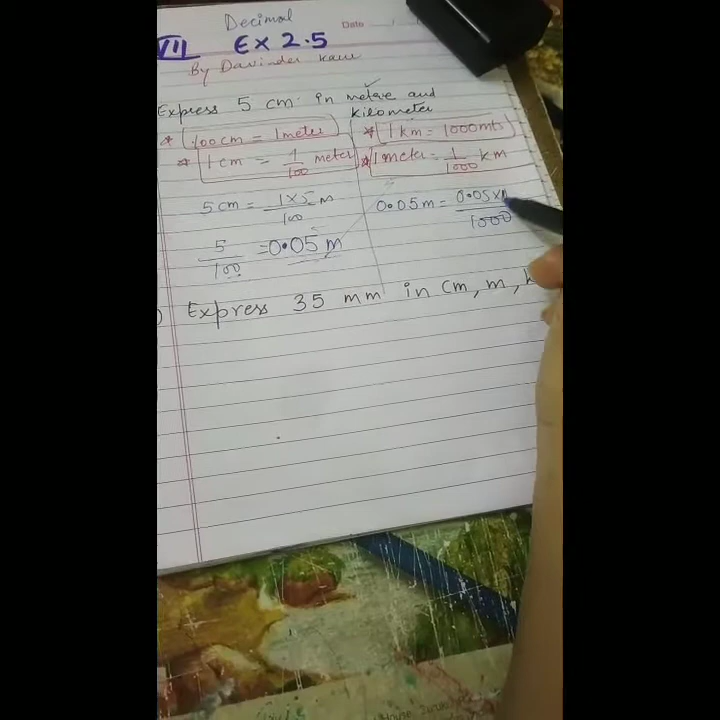 Decimal
Date
VII Ex 2.5
By Davinder Kaur
Express 5 cm in metere and
kilometer
* 100 cm = 1 meter
* 1 cm = 1/100 meter
5 cm = 1×5/100 m
5/100 = 0.05 m
* 1 km = 1000 mts
* 1 meter = 1/1000 km
0.05 m = 0.05×1/1000
) Express 35 mm in Cm, m, k